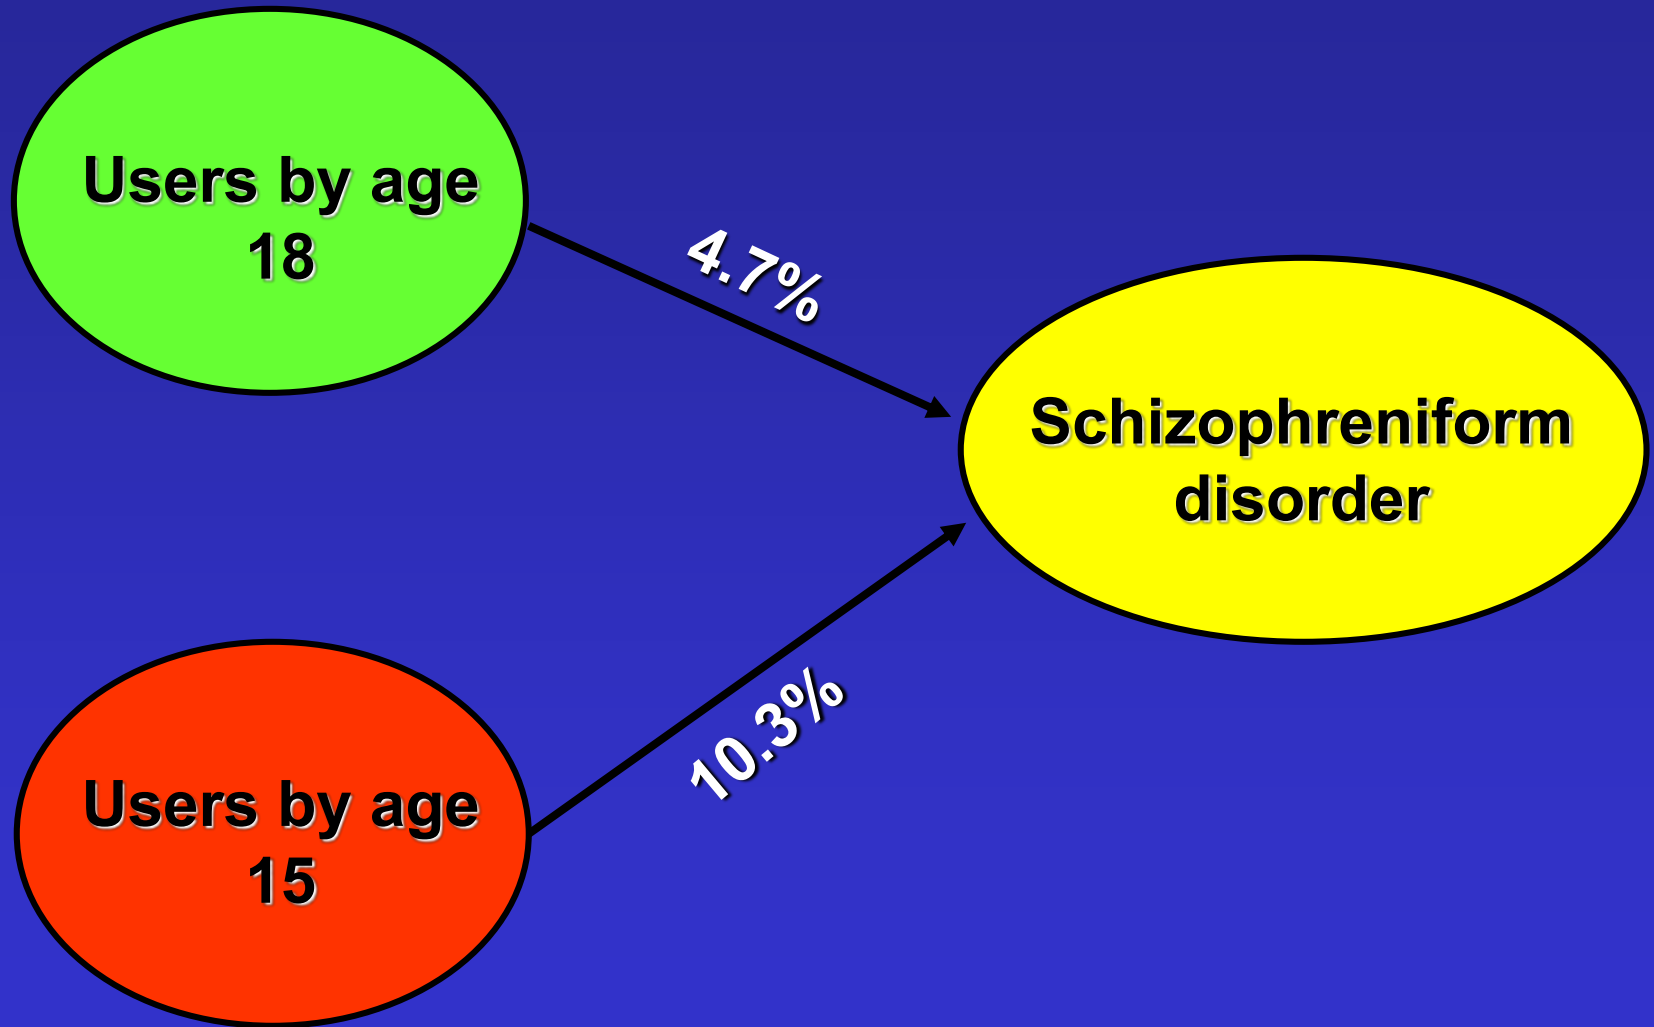 Users by age
18
4.7%
Schizophreniform
disorder
10.3%
Users by age
15